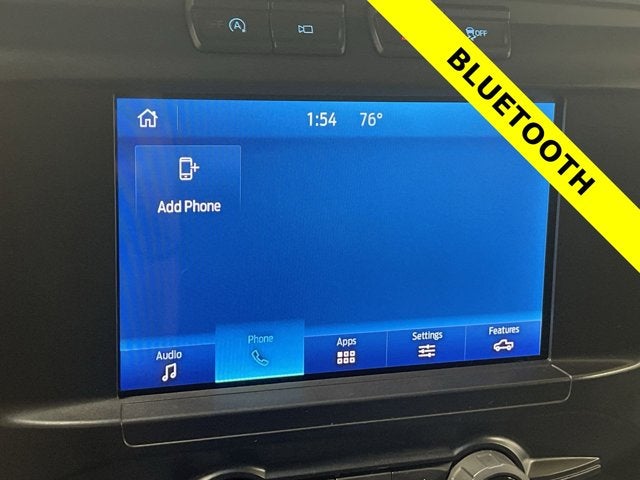 A
OFF
BLUETOOTH
1:54 76°
Add Phone
Audio Phone Apps Settings Features